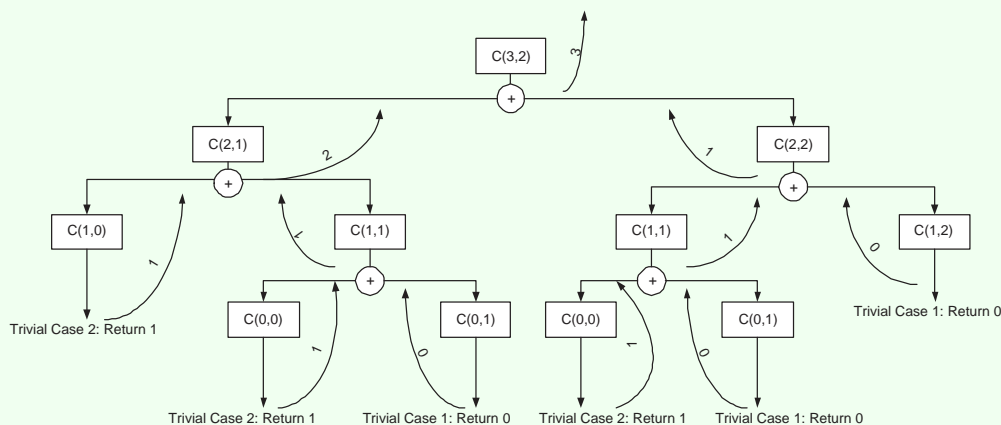 C(3,2)
3
+
C(2,1)
2
1
C(2,2)
+
+
C(1,0)
1
1
C(1,1)
C(1,1)
1
0
C(1,2)
+
+
Trivial Case 2: Return 1
C(0,0)
1
0
C(0,1)
C(0,0)
1
0
C(0,1)
Trivial Case 1: Return 0
Trivial Case 2: Return 1
Trivial Case 1: Return 0
Trivial Case 2: Return 1
Trivial Case 1: Return 0